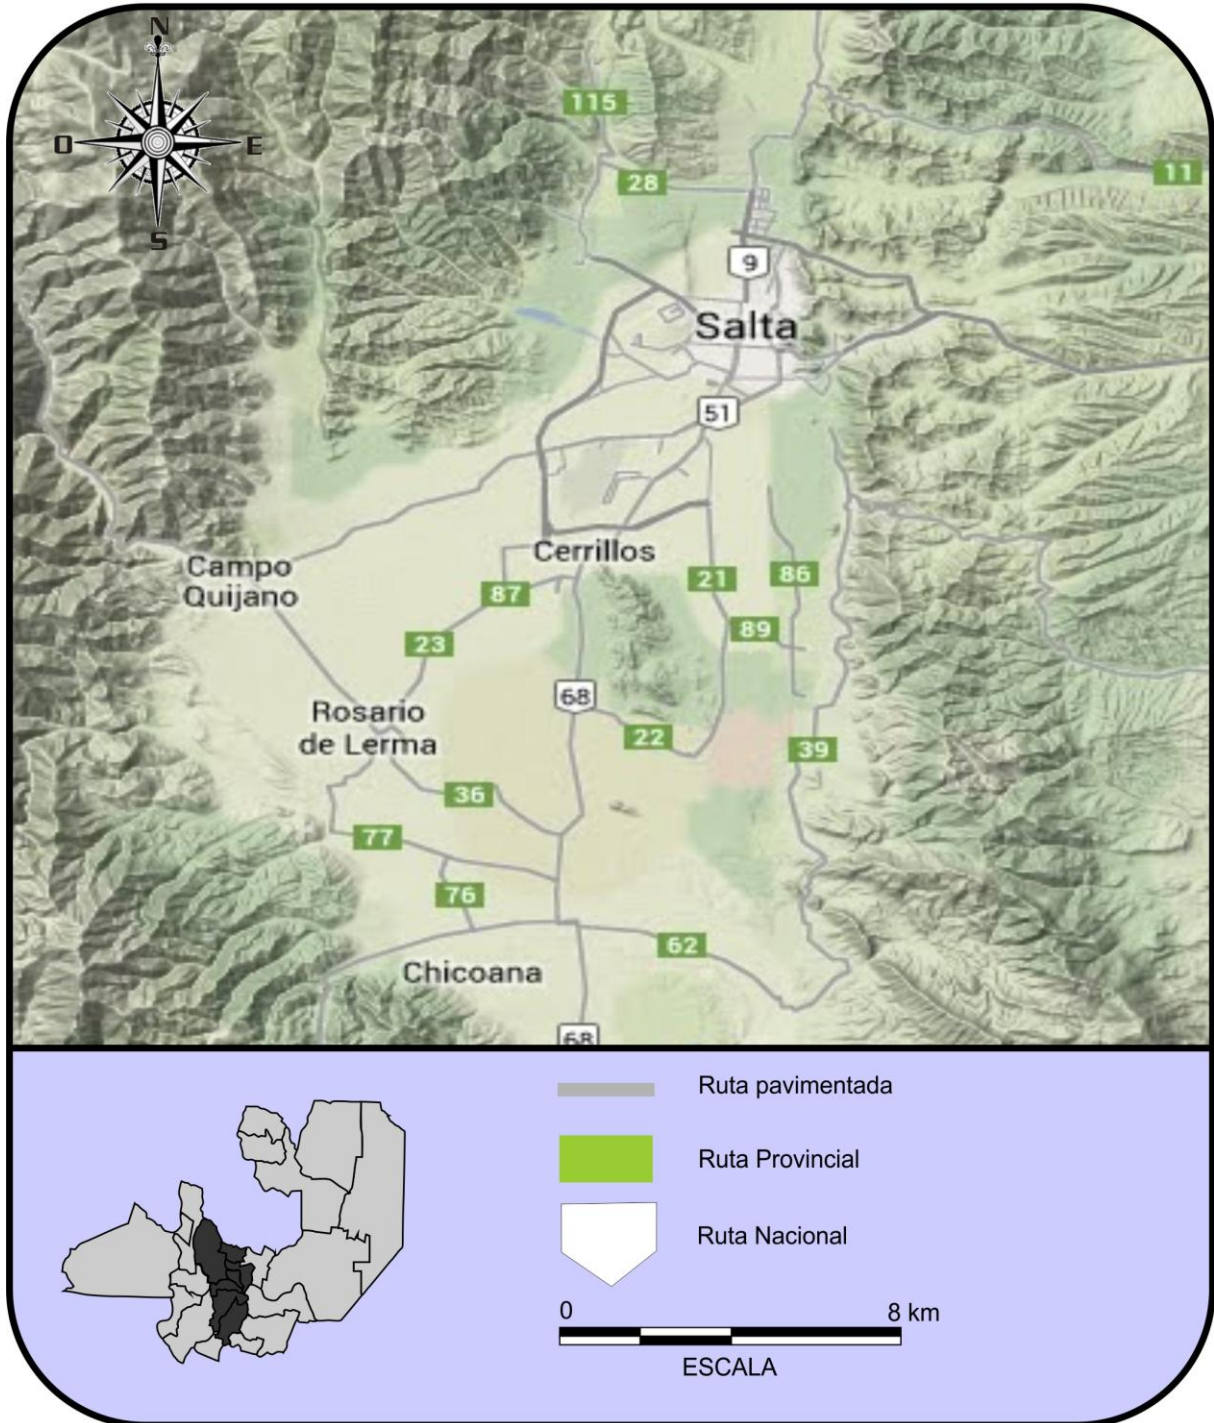 N
O
E
S
115
28
11
9
Salta
51
Cerrillos
Campo
Quijano
87
21
86
23
89
68
Rosario
de Lerma
22
39
36
77
76
62
Chicoana
68
Ruta pavimentada
Ruta Provincial
Ruta Nacional
0
8 km
ESCALA